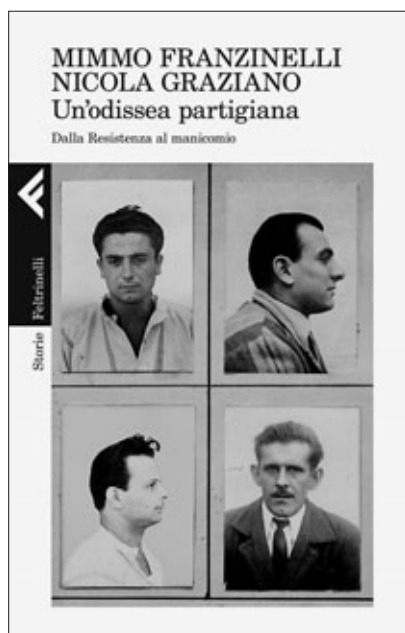 MIMMO FRANZINELLI
NICOLA GRAZIANO
Un'odissea partigiana
Dalla Resistenza al manicomio
Storie Feltrinelli